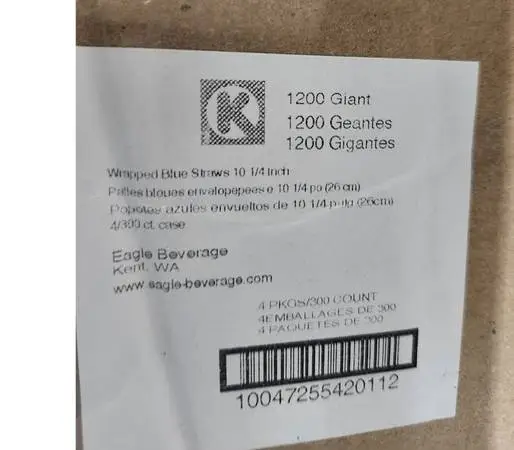 K
1200 Giant
1200 Geantes
1200 Gigantes
Wrapped Blue Straws 10 1/4 Inch
Pailles bloues envelopepees e 10 1/4 po (26 cm)
Popotes azules envueltos de 10 1/4 pulg (26cm)
4/300 ct. case
Eagle Beverage
Kent, WA
www.eagle-beverage.com
4 PKGS/300 COUNT
4EMBALLAGES DE 300
4 PAQUETES DE 300
10047255420112